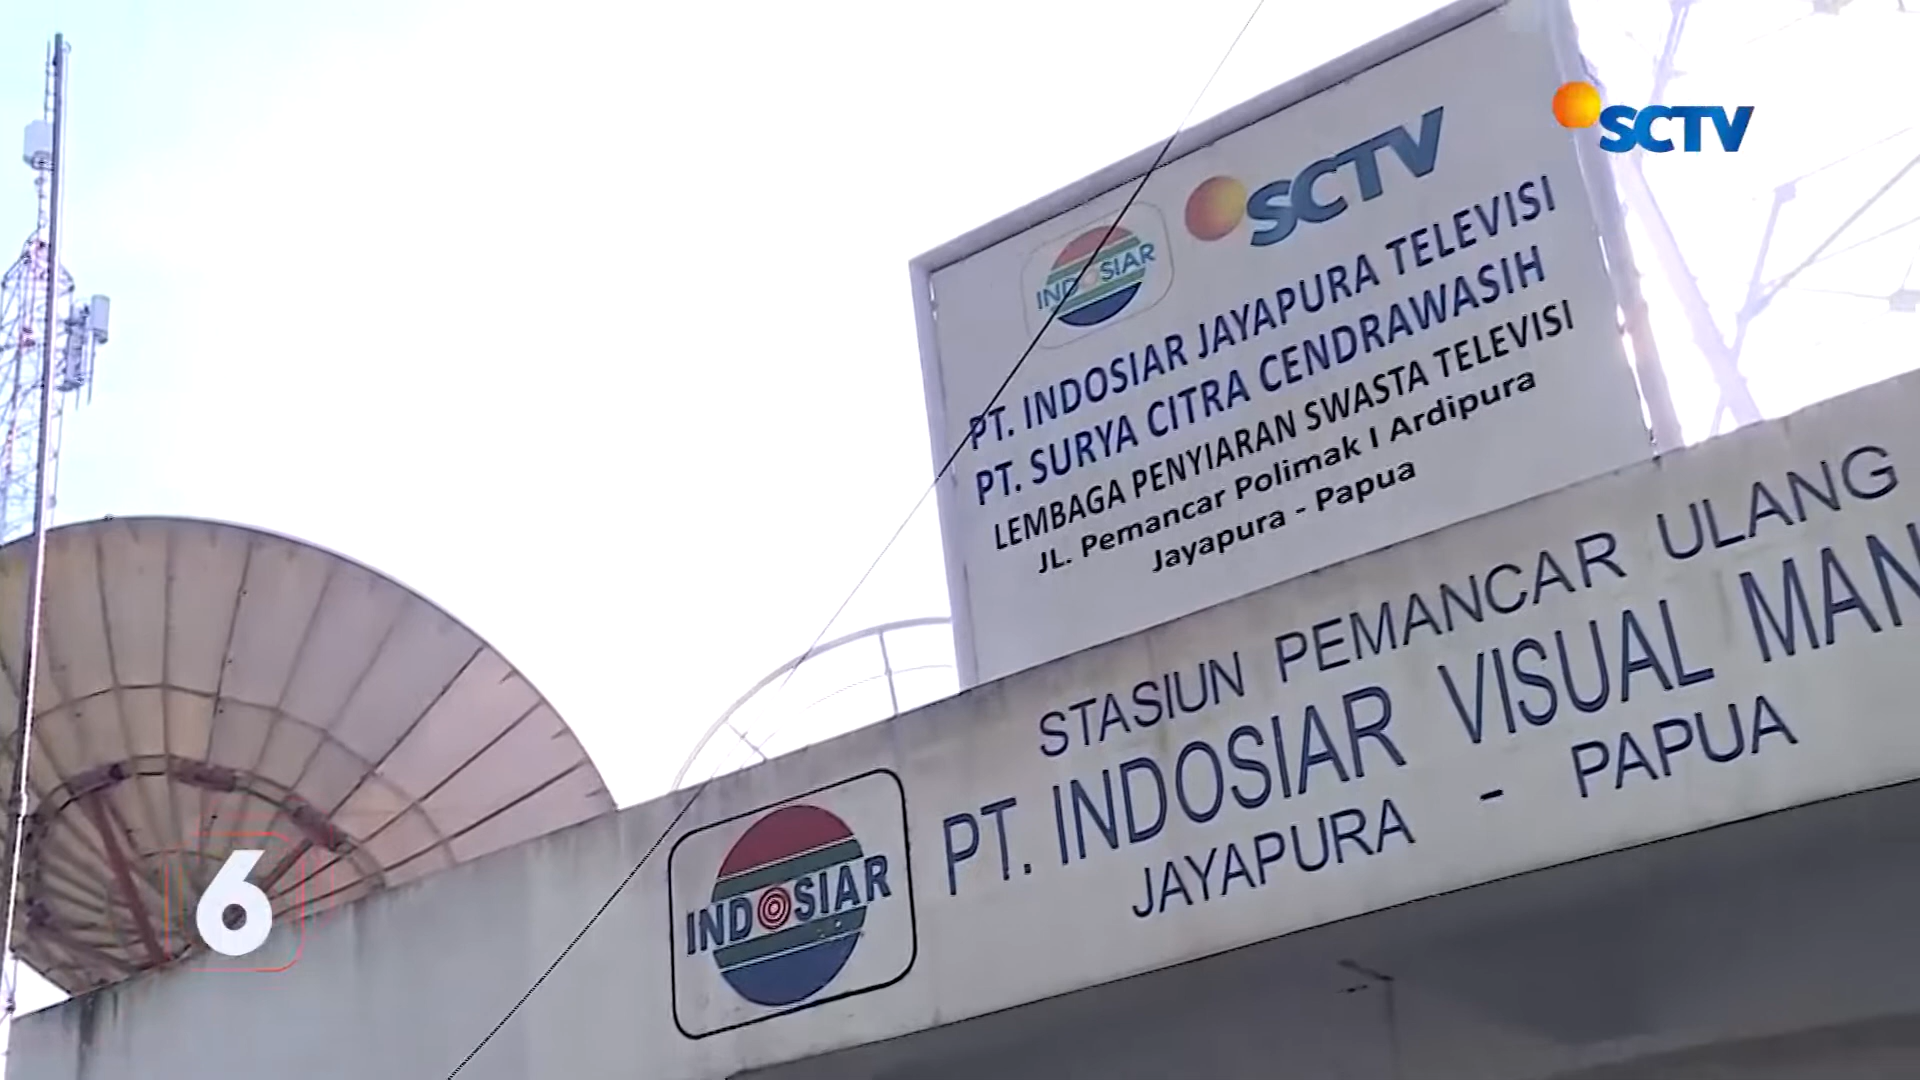 SCTV
INDOSIAR SCTV
PT. INDOSIAR JAYAPURA TELEVISI
PT. SURYA CITRA CENDRAWASIH
LEMBAGA PENYIARAN SWASTA TELEVISI
JL. Pemancar Polimak I Ardipura
Jayapura - Papua
STASIUN PEMANCAR ULANG
PT. INDOSIAR VISUAL MAN
JAYAPURA - PAPUA
INDOSIAR
6